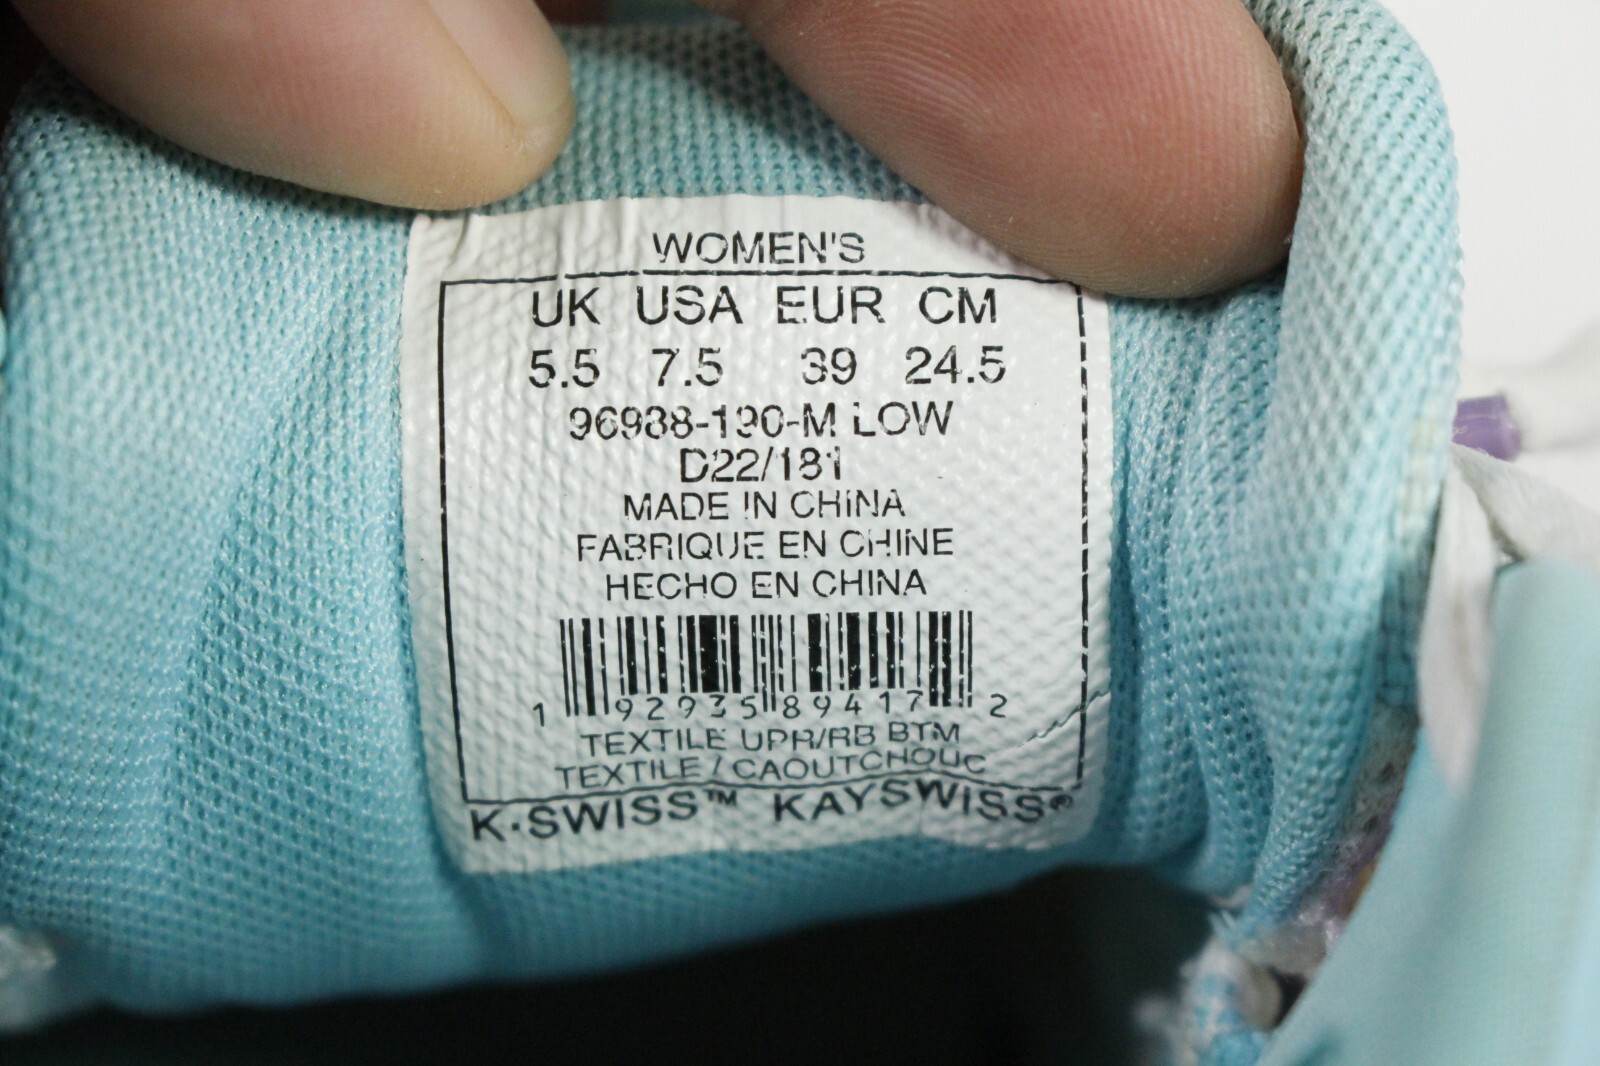 WOMEN'S
UK USA EUR CM
5.5 7.5 39 24.5
96938-190-M LOW
D22/181
MADE IN CHINA
FABRIQUE EN CHINE
HECHO EN CHINA
1 92935 89417 2
TEXTILE UPR/RB BTM
TEXTILE / CAOUTCHOUC
K·SWISS™ KAYSWISS®